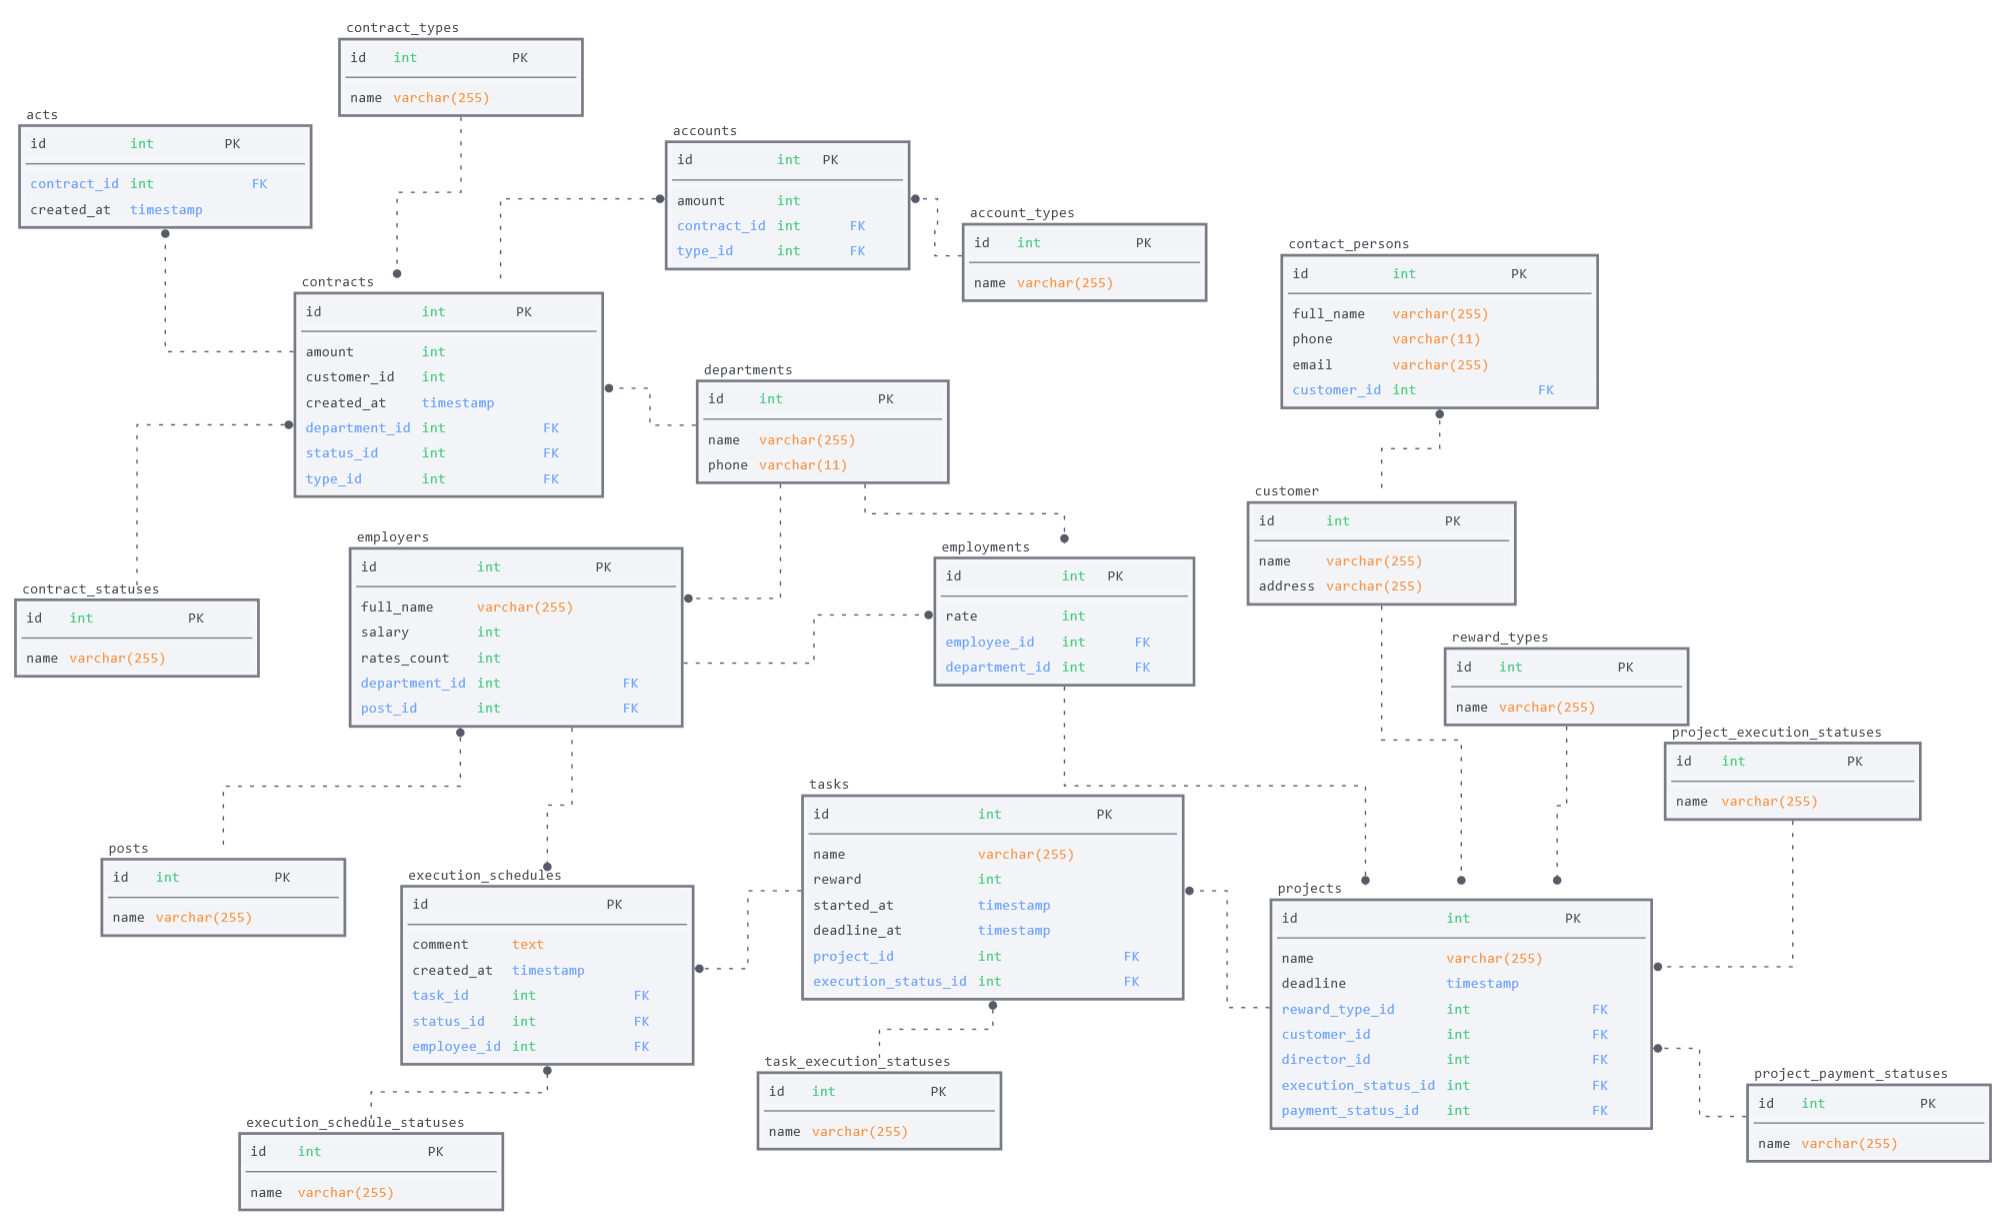 contract_types
id int PK
name varchar(255)
acts
id int PK
contract_id int FK
created_at timestamp
accounts
id int PK
amount int
contract_id int FK
type_id int FK
account_types
id int PK
name varchar(255)
contact_persons
id int PK
full_name varchar(255)
phone varchar(11)
email varchar(255)
customer_id int FK
contracts
id int PK
amount int
customer_id int
created_at timestamp
department_id int FK
status_id int FK
type_id int FK
departments
id int PK
name varchar(255)
phone varchar(11)
customer
id int PK
name varchar(255)
address varchar(255)
employers
id int PK
full_name varchar(255)
salary int
rates_count int
department_id int FK
post_id int FK
employments
id int PK
rate int
employee_id int FK
department_id int FK
contract_statuses
id int PK
name varchar(255)
reward_types
id int PK
name varchar(255)
project_execution_statuses
id int PK
name varchar(255)
tasks
id int PK
name varchar(255)
reward int
started_at timestamp
deadline_at timestamp
project_id int FK
execution_status_id int FK
posts
id int PK
name varchar(255)
execution_schedules
id PK
comment text
created_at timestamp
task_id int FK
status_id int FK
employee_id int FK
projects
id int PK
name varchar(255)
deadline timestamp
reward_type_id int FK
customer_id int FK
director_id int FK
execution_status_id int FK
payment_status_id int FK
task_execution_statuses
id int PK
name varchar(255)
project_payment_statuses
id int PK
name varchar(255)
execution_schedule_statuses
id int PK
name varchar(255)